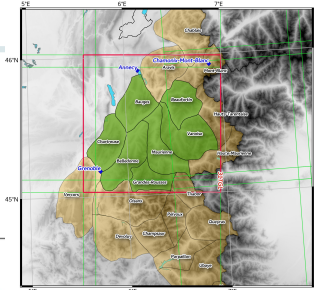 5°E
6°E
7°E
Chablais
46°N
Chamonix-Mont-Blanc
Annecy
Aravis
Mont-Blanc
Bauges
Beaufortin
Haute-Tarentaise
Vanoise
Chartreuse
Maurienne
Haute-Maurienne
Belledonne
Grenoble
Grandes-Rousses
Vercors
Thabor
45°N
Oisans
Pelvoux
Queyras
Devoluy
Champsaur
Parpaillon
Ubaye